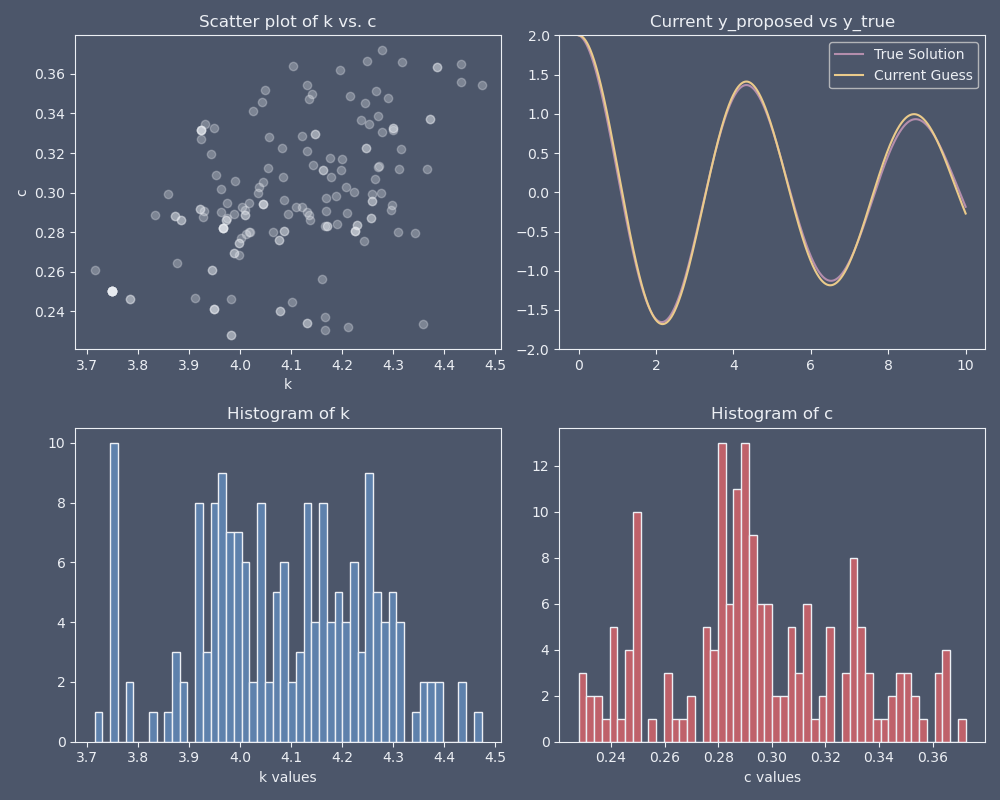 Scatter plot of k vs. c
c
0.36
0.34
0.32
0.30
0.28
0.26
0.24
3.7 3.8 3.9 4.0 4.1 4.2 4.3 4.4 4.5
k
Current y_proposed vs y_true
True Solution
Current Guess
2.0
1.5
1.0
0.5
0.0
−0.5
−1.0
−1.5
−2.0
0 2 4 6 8 10
Histogram of k
10
8
6
4
2
0
3.7 3.8 3.9 4.0 4.1 4.2 4.3 4.4 4.5
k values
Histogram of c
12
10
8
6
4
2
0
0.24 0.26 0.28 0.30 0.32 0.34 0.36
c values